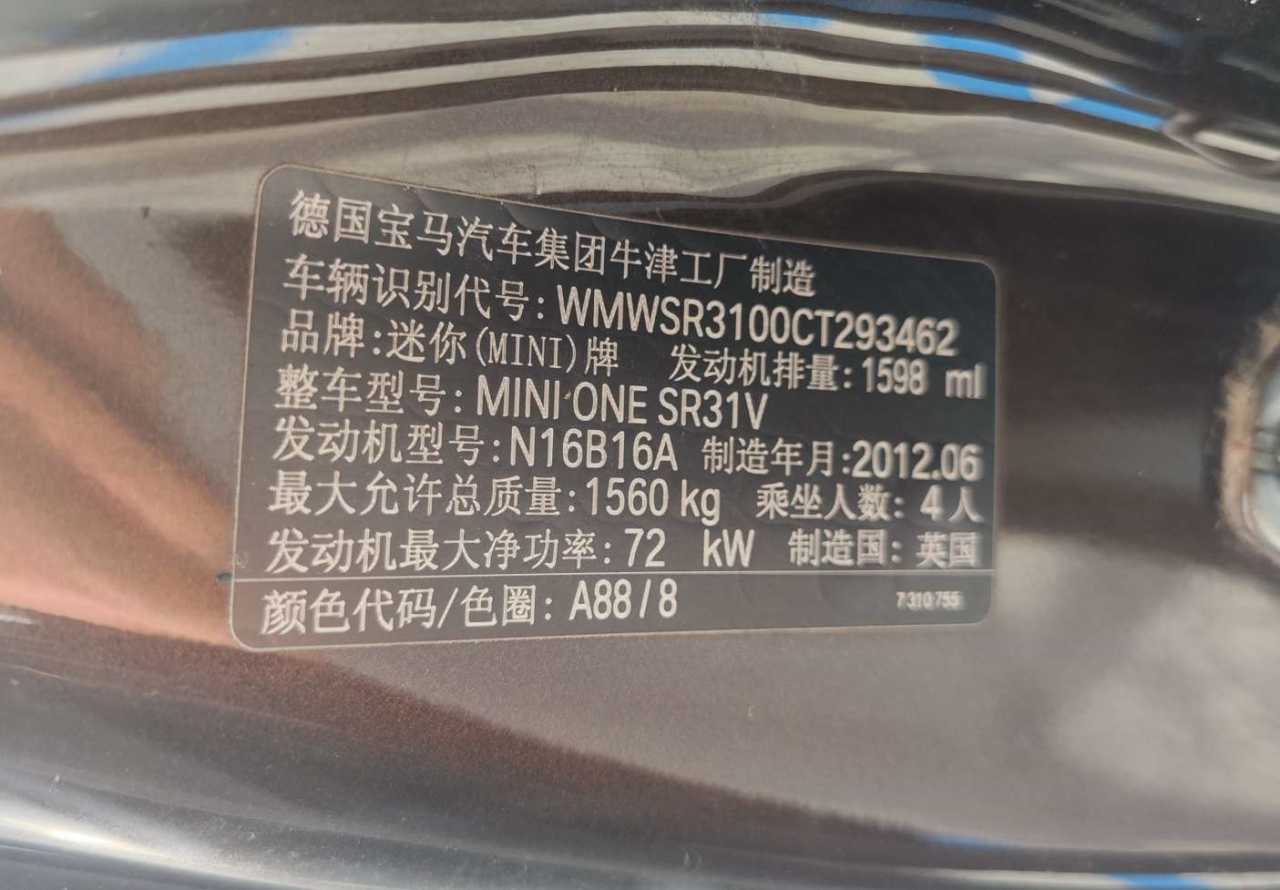 德国宝马汽车集团牛津工厂制造
车辆识别代号:WMWSR3100CT293462
品牌:迷你(MINI)牌 发动机排量:1598 ml
整车型号:MINI ONE SR31V
发动机型号:N16B16A 制造年月:2012.06
最大允许总质量:1560 kg 乘坐人数:4人
发动机最大净功率:72 kW 制造国:英国
颜色代码/色圈:A88/8 7310755